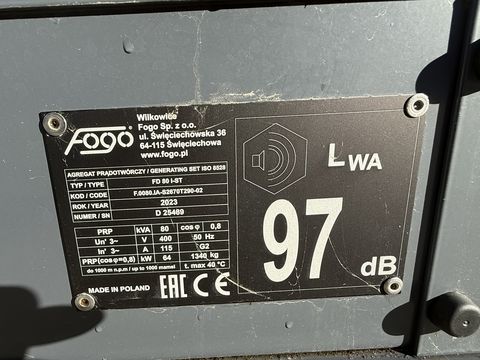 Fogo
Wilkowice
Fogo Sp. z o.o.
ul. Święciechowska 36
64-115 Święciechowa
www.fogo.pl
AGREGAT PRĄDOTWÓRCZY / GENERATING SET ISO 8528
TYP / TYPE FD 80 I-ST
KOD / CODE F.0080.IA-S2670T290-02
ROK / YEAR 2023
NUMER / SN D 25489
PRP kVA 80 cos φ 0,8
Un' 3~ V 400 50 Hz
In' 3~ A 115 G2
PRP(cosφ=0,8) kW 64 1340 kg
do 1000 m n.p.m / up to 1000 mamsl t. max 40 °C
MADE IN POLAND EAC CE
LWA
97 dB